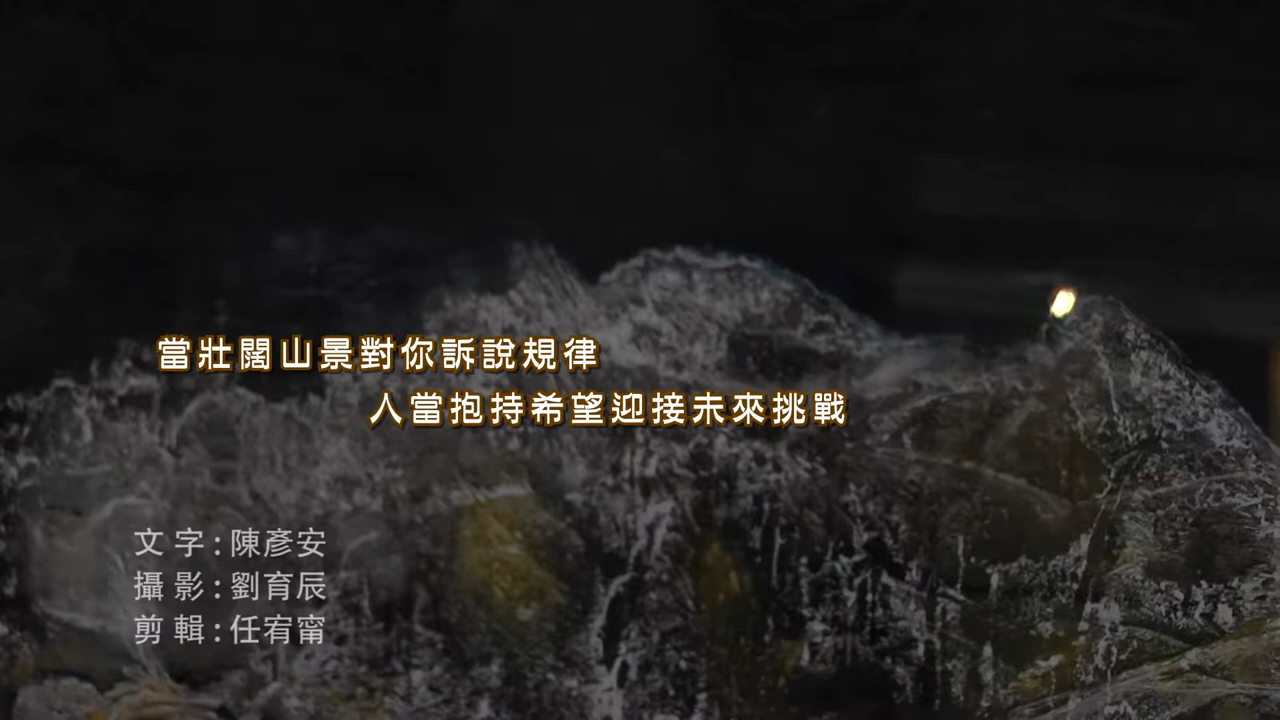 當壯闊山景對你訴說規律
人當抱持希望迎接未來挑戰
文字:陳彥安
攝影:劉育辰
剪輯:任宥甯